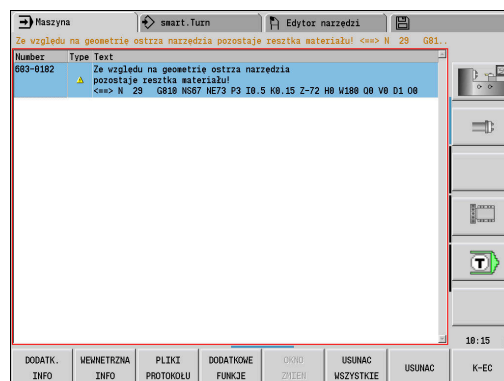 Maszyna smart.Turn Edytor narzedzi
Ze względu na geometrię ostrza narzędzia pozostaje resztka materiału! <==> N 29 G81..
Number Type Text
603-0182 Ze względu na geometrię ostrza narzędzia
pozostaje resztka materiału!
<==> N 29 G810 NS67 NE73 P3 I0.5 K0.15 Z-72 H0 W180 Q0 V0 D1 O0
T
10:15
DODATK. INFO
WEWNETRZNA INFO
PLIKI PROTOKOŁU
DODATKOWE FUNKJE
OKNO ZMIEN
USUNAC WSZYSTKIE
USUNAC
K-EC